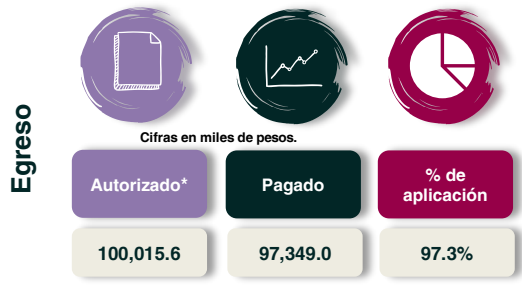 Egreso
Cifras en miles de pesos.
Autorizado*
Pagado
% de
aplicación
100,015.6
97,349.0
97.3%